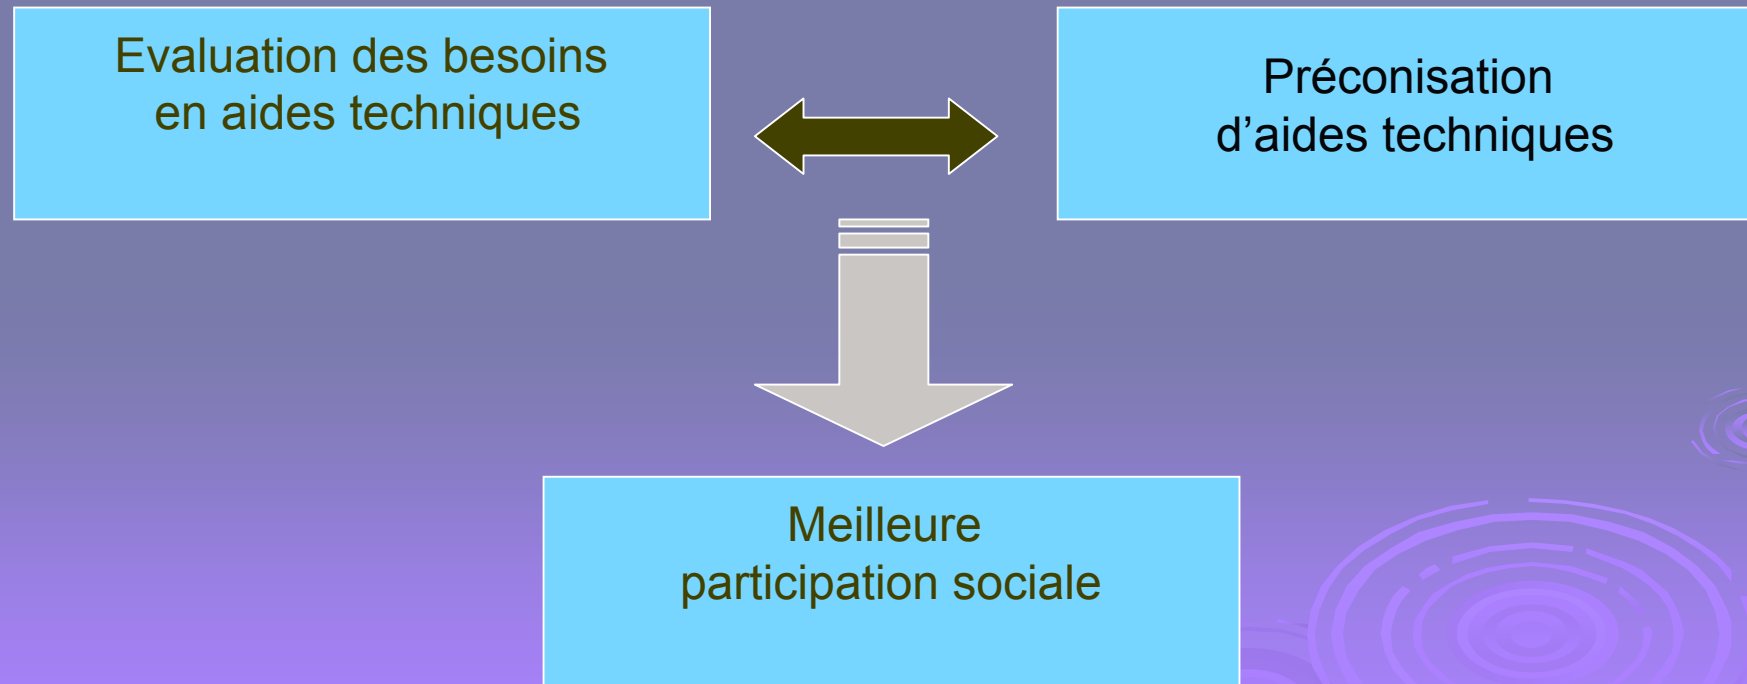 Evaluation des besoins
en aides techniques
Préconisation
d’aides techniques
Meilleure
participation sociale